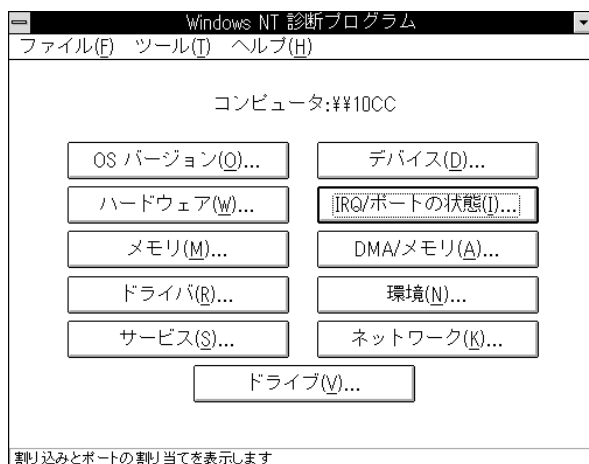 Windows NT 診断プログラム
ファイル(F) ツール(T) ヘルプ(H)
コンピュータ:¥¥10CC
OS バージョン(O)... デバイス(D)...
ハードウェア(W)... IRQ/ポートの状態(I)...
メモリ(M)... DMA/メモリ(A)...
ドライバ(R)... 環境(N)...
サービス(S)... ネットワーク(K)...
ドライブ(V)...
割り込みとポートの割り当てを表示します